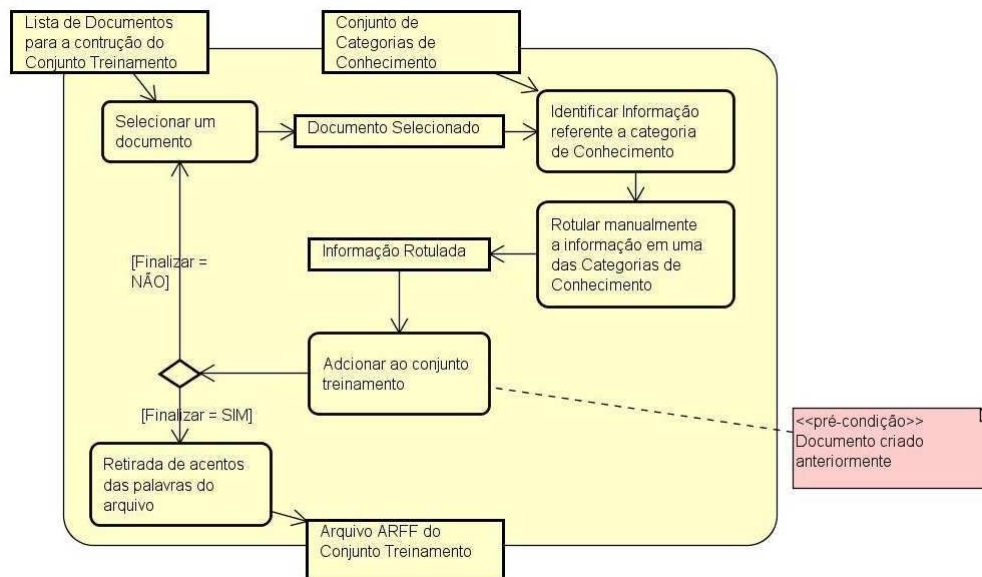 Lista de Documentos
para a contrução do
Conjunto Treinamento
Conjunto de
Categorias de
Conhecimento
Selecionar um
documento
Documento Selecionado
Identificar Informação
referente a categoria
de Conhecimento
Rotular manualmente
a informação em uma
das Categorias de
Conhecimento
Informação Rotulada
[Finalizar =
NÃO]
Adcionar ao conjunto
treinamento
[Finalizar = SIM]
<<pré-condição>>
Documento criado
anteriormente
Retirada de acentos
das palavras do
arquivo
Arquivo ARFF do
Conjunto Treinamento